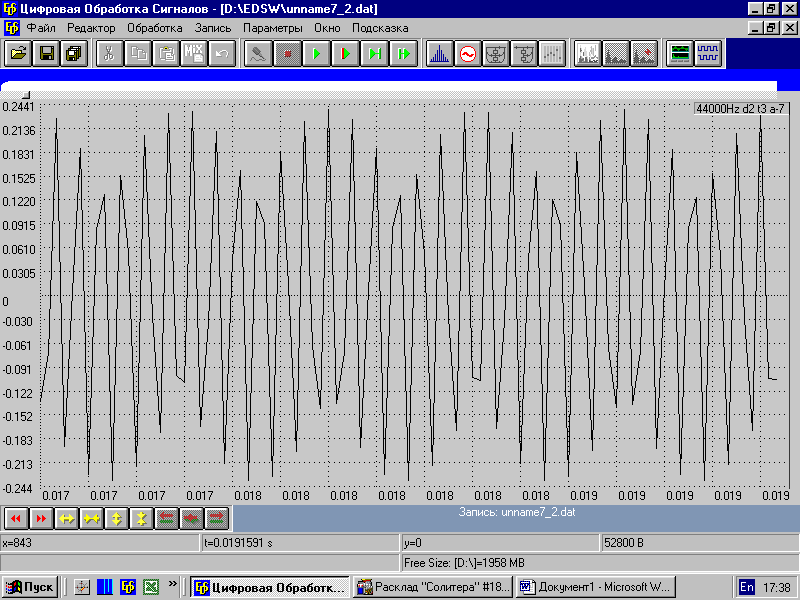 Цифровая Обработка Сигналов - [D:\EDSW\unname7_2.dat]
Файл Редактор Обработка Запись Параметры Окно Подсказка
MiX
0.2441
44000Hz d2 t3 a-7
0.2136
0.1831
0.1525
0.1220
0.0915
0.0610
0.0305
0
-0.030
-0.061
-0.091
-0.122
-0.152
-0.183
-0.213
-0.244
0.017 0.017 0.017 0.017 0.018 0.018 0.018 0.018 0.018 0.018 0.018 0.019 0.019 0.019 0.019 0.019
Запись: unname7_2.dat
x=843 t=0.0191591 s y=0 52800 B
Free Size: [D:\]=1958 MB
Пуск » Цифровая Обработк... Расклад "Солитера" #18... Документ1 - Microsoft W... En 17:38